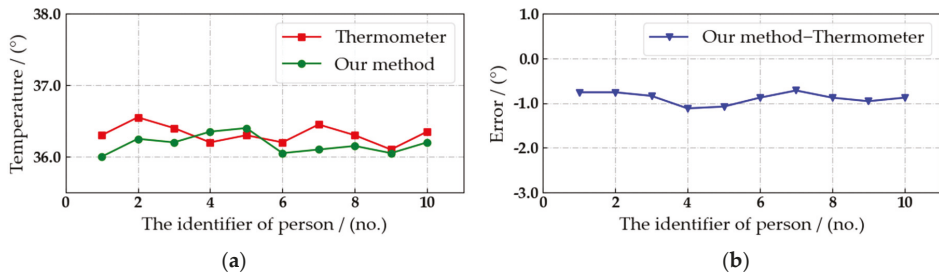 38.0
37.0
36.0
Temperature / (°)
Thermometer
Our method
0 2 4 6 8 10
The identifier of person / (no.)
(a)
1.0
0.0
-1.0
-2.0
-3.0
Error / (°)
Our method–Thermometer
0 2 4 6 8 10
The identifier of person / (no.)
(b)